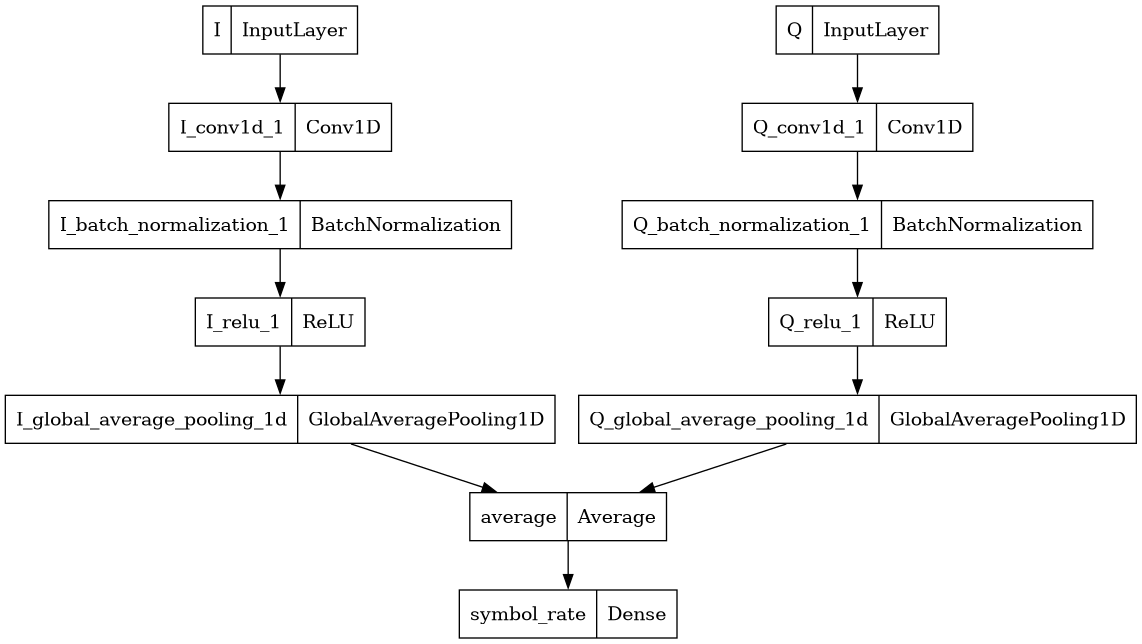 I InputLayer
Q InputLayer
I_conv1d_1 Conv1D
Q_conv1d_1 Conv1D
I_batch_normalization_1 BatchNormalization
Q_batch_normalization_1 BatchNormalization
I_relu_1 ReLU
Q_relu_1 ReLU
I_global_average_pooling_1d GlobalAveragePooling1D
Q_global_average_pooling_1d GlobalAveragePooling1D
average Average
symbol_rate Dense